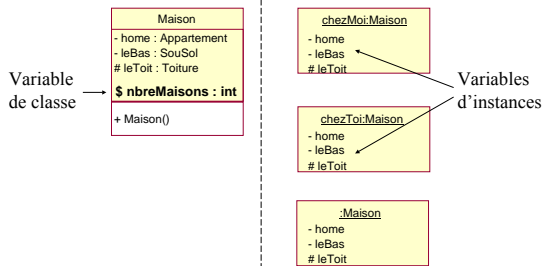 Maison
- home : Appartement
- leBas : SouSol
# leToit : Toiture
$ nbreMaisons : int
+ Maison()
Variable
de classe
chezMoi:Maison
- home
- leBas
# leToit
chezToi:Maison
- home
- leBas
# leToit
:Maison
- home
- leBas
# leToit
Variables
d'instances